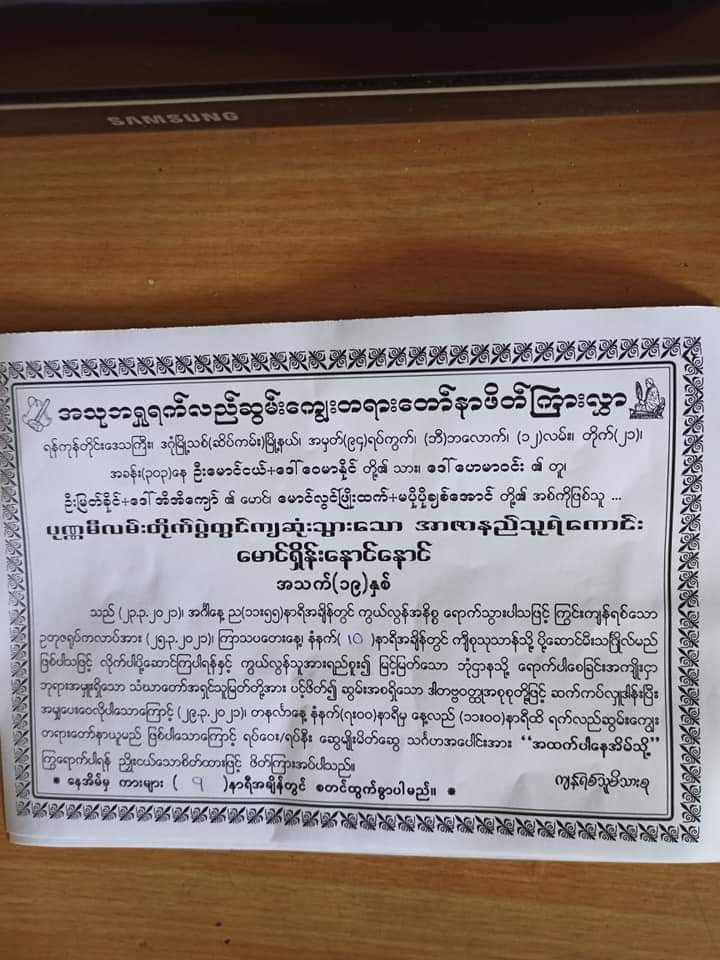 SAMSUNG
အသုဘရှုရက်လည်ဆွမ်းကျွေးတရားတော်နာဖိတ်ကြားလွှာ
ရန်ကုန်တိုင်းဒေသကြီး၊ ဒဂုံမြို့သစ်(ဆိပ်ကမ်း)မြို့နယ်၊ အမှတ်(၉၄)ရပ်ကွက်၊ (ဘီ)ဘလောက်၊ (၁၂)လမ်း၊ တိုက်(၂၁)၊
အခန်း(၃၀၃)နေ ဦးမောင်ငယ်+ဒေါ်ဝေမာနိုင် တို့၏ သား၊ ဒေါ်ဟေမာဝင်း ၏ တူ၊
ဦးမြတ်ခိုင်+ဒေါ်အိအိကျော် ၏ မောင်၊ မောင်လွင်မြိုးထက်+မပိုပိုချစ်အောင် တို့၏ အစ်ကိုဖြစ်သူ ...
ပုဏ္ဏမီလမ်းတိုက်ပွဲတွင်ကျဆုံးသွားသော အာဇာနည်သူရဲကောင်း
မောင်ရှိန်းနောင်နောင်
အသက်(၁၉)နှစ်
သည် (၂၃.၃.၂၀၂၁)၊ အင်္ဂါနေ့ ည(၁၁း၅၅)နာရီအချိန်တွင် ကွယ်လွန်အနိစ္စ ရောက်သွားပါသဖြင့် ကြွင်းကျန်ရစ်သော
ဥတုဇရုပ်ကလာပ်အား (၂၅.၃.၂၀၂၁)၊ ကြာသပတေးနေ့၊ နံနက်( ၁၀ )နာရီအချိန်တွင် ကျီစုသုသာန်သို့ ပို့ဆောင်မီးသင်္ဂြိုလ်မည်
ဖြစ်ပါသဖြင့် လိုက်ပါပို့ဆောင်ကြပါရန်နှင့် ကွယ်လွန်သူအားရည်စူး၍ မြင့်မြတ်သော ဘုံဌာနသို့ ရောက်ပါစေခြင်းအကျိုးငှာ
ဘုရားအမှူးရှိသော သံဃာတော်အရှင်သူမြတ်တို့အား ပင့်ဖိတ်၍ ဆွမ်းအစရှိသော ဒါတဗ္ဗဝတ္ထုအစုစုတို့ဖြင့် ဆက်ကပ်လှူဒါန်းပြီး
အမျှပေးဝေလိုပါသောကြောင့် (၂၉.၃.၂၀၂၁)၊ တနင်္လာနေ့ နံနက်(၇း၀၀)နာရီမှ နေ့လည် (၁၁း၀၀)နာရီထိ ရက်လည်ဆွမ်းကျွေး
တရားတော်နာယူမည် ဖြစ်ပါသောကြောင့် ရပ်ဝေး/ရပ်နီး ဆွေမျိုးမိတ်ဆွေ သင်္ဂဟအပေါင်းအား “အထက်ပါနေအိမ်သို့”
ကြွရောက်ပါရန် ညှိုးငယ်သောစိတ်ထားဖြင့် ဖိတ်ကြားအပ်ပါသည်။
ကျန်ရစ်သူမိသားစု
● နေအိမ်မှ ကားများ ( ၉ )နာရီအချိန်တွင် စတင်ထွက်ခွာပါမည်။ ●